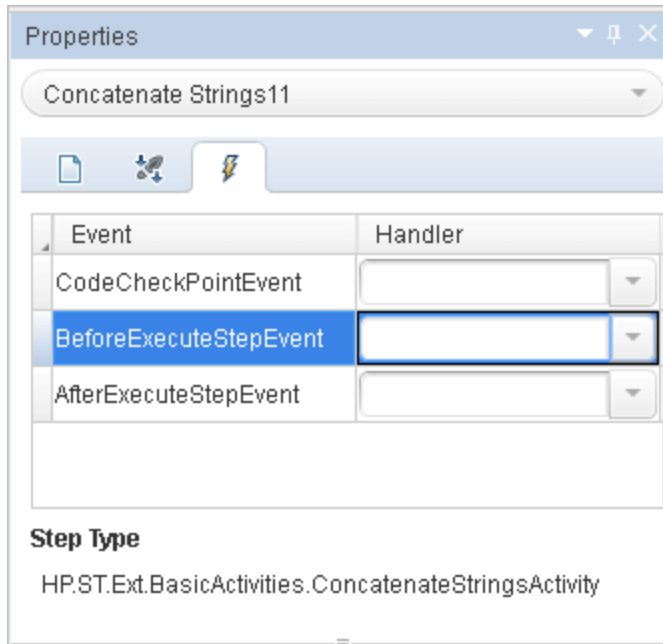 Properties
Concatenate Strings11
Event Handler
CodeCheckPointEvent
BeforeExecuteStepEvent
AfterExecuteStepEvent
Step Type
HP.ST.Ext.BasicActivities.ConcatenateStringsActivity